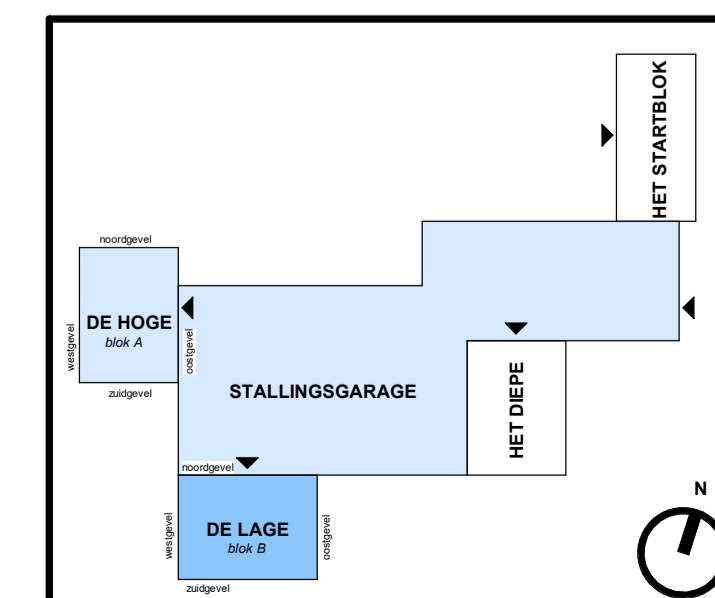 HET STARTBLOK
noordgevel
DE HOGE
blok A
westgevel
oostgevel
zuidgevel
STALLINGSGARAGE
HET DIEPE
noordgevel
DE LAGE
blok B
westgevel
oostgevel
zuidgevel
N